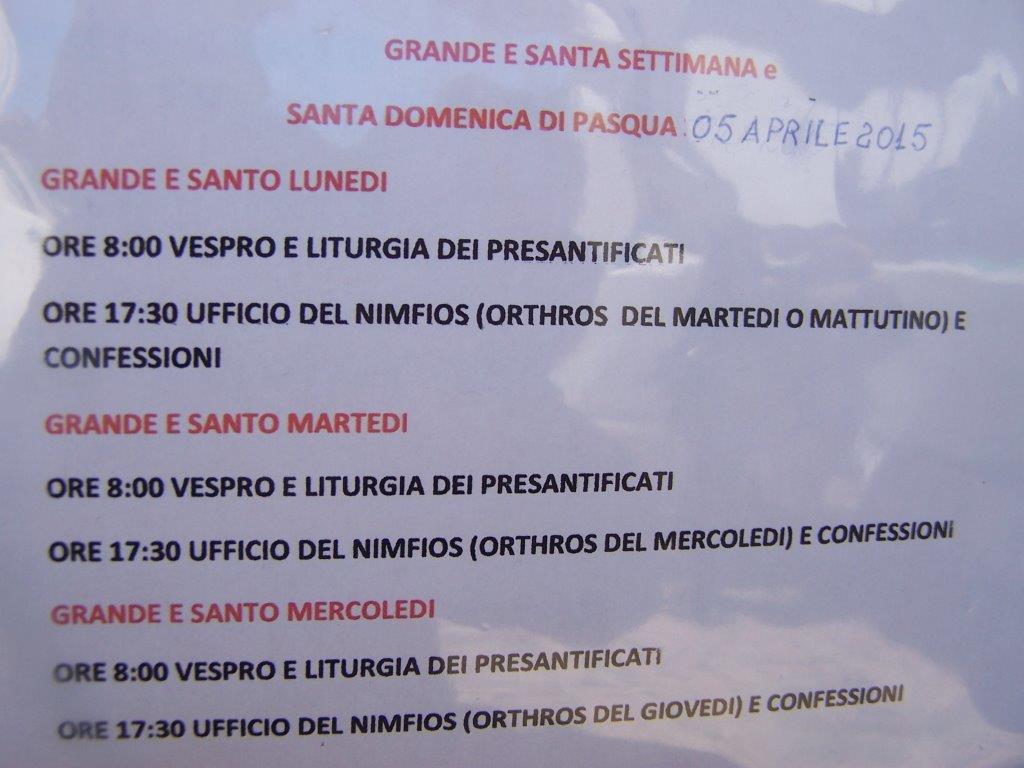 GRANDE E SANTA SETTIMANA e
SANTA DOMENICA DI PASQUA : 05 APRILE 2015
GRANDE E SANTO LUNEDI
ORE 8:00 VESPRO E LITURGIA DEI PRESANTIFICATI
ORE 17:30 UFFICIO DEL NIMFIOS (ORTHROS DEL MARTEDI O MATTUTINO) E
CONFESSIONI
GRANDE E SANTO MARTEDI
ORE 8:00 VESPRO E LITURGIA DEI PRESANTIFICATI
ORE 17:30 UFFICIO DEL NIMFIOS (ORTHROS DEL MERCOLEDI) E CONFESSIONI
GRANDE E SANTO MERCOLEDI
ORE 8:00 VESPRO E LITURGIA DEI PRESANTIFICATI
ORE 17:30 UFFICIO DEL NIMFIOS (ORTHROS DEL GIOVEDI) E CONFESSIONI